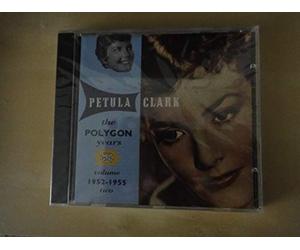 PETULA CLARK
the
POLYGON
years
volume
1952-1955
two